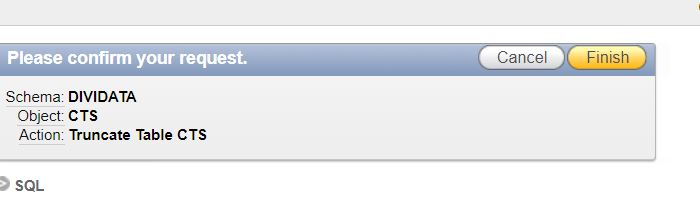 Please confirm your request.
Cancel
Finish
Schema: DIVIDATA
Object: CTS
Action: Truncate Table CTS
SQL